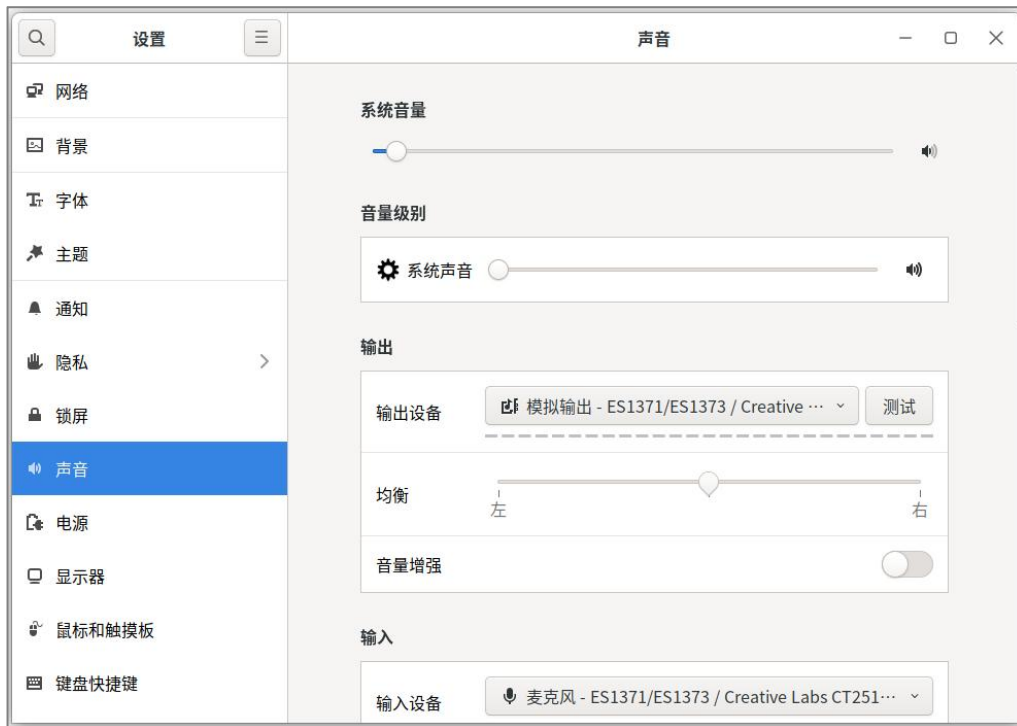 设置
声音
网络
背景
字体
主题
通知
隐私
锁屏
声音
电源
显示器
鼠标和触摸板
键盘快捷键
系统音量
音量级别
系统声音
输出
输出设备 模拟输出 - ES1371/ES1373 / Creative ··· 测试
均衡
左 右
音量增强
输入
输入设备 麦克风 - ES1371/ES1373 / Creative Labs CT251···